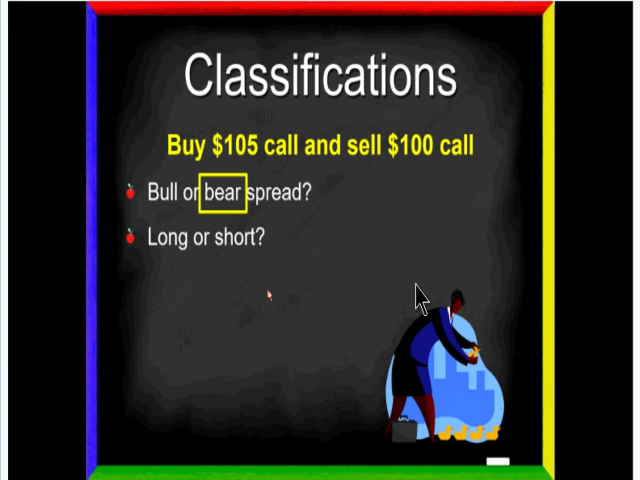 Classifications
Buy $105 call and sell $100 call
Bull or bear spread?
Long or short?